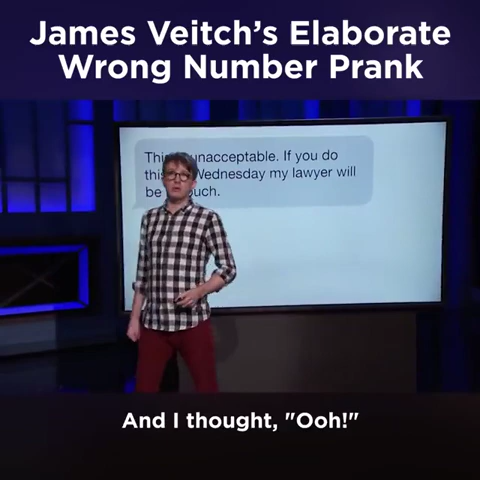 James Veitch's Elaborate
Wrong Number Prank
unacceptable. If you do
Wednesday my lawyer will
be
And I thought, "Ooh!"